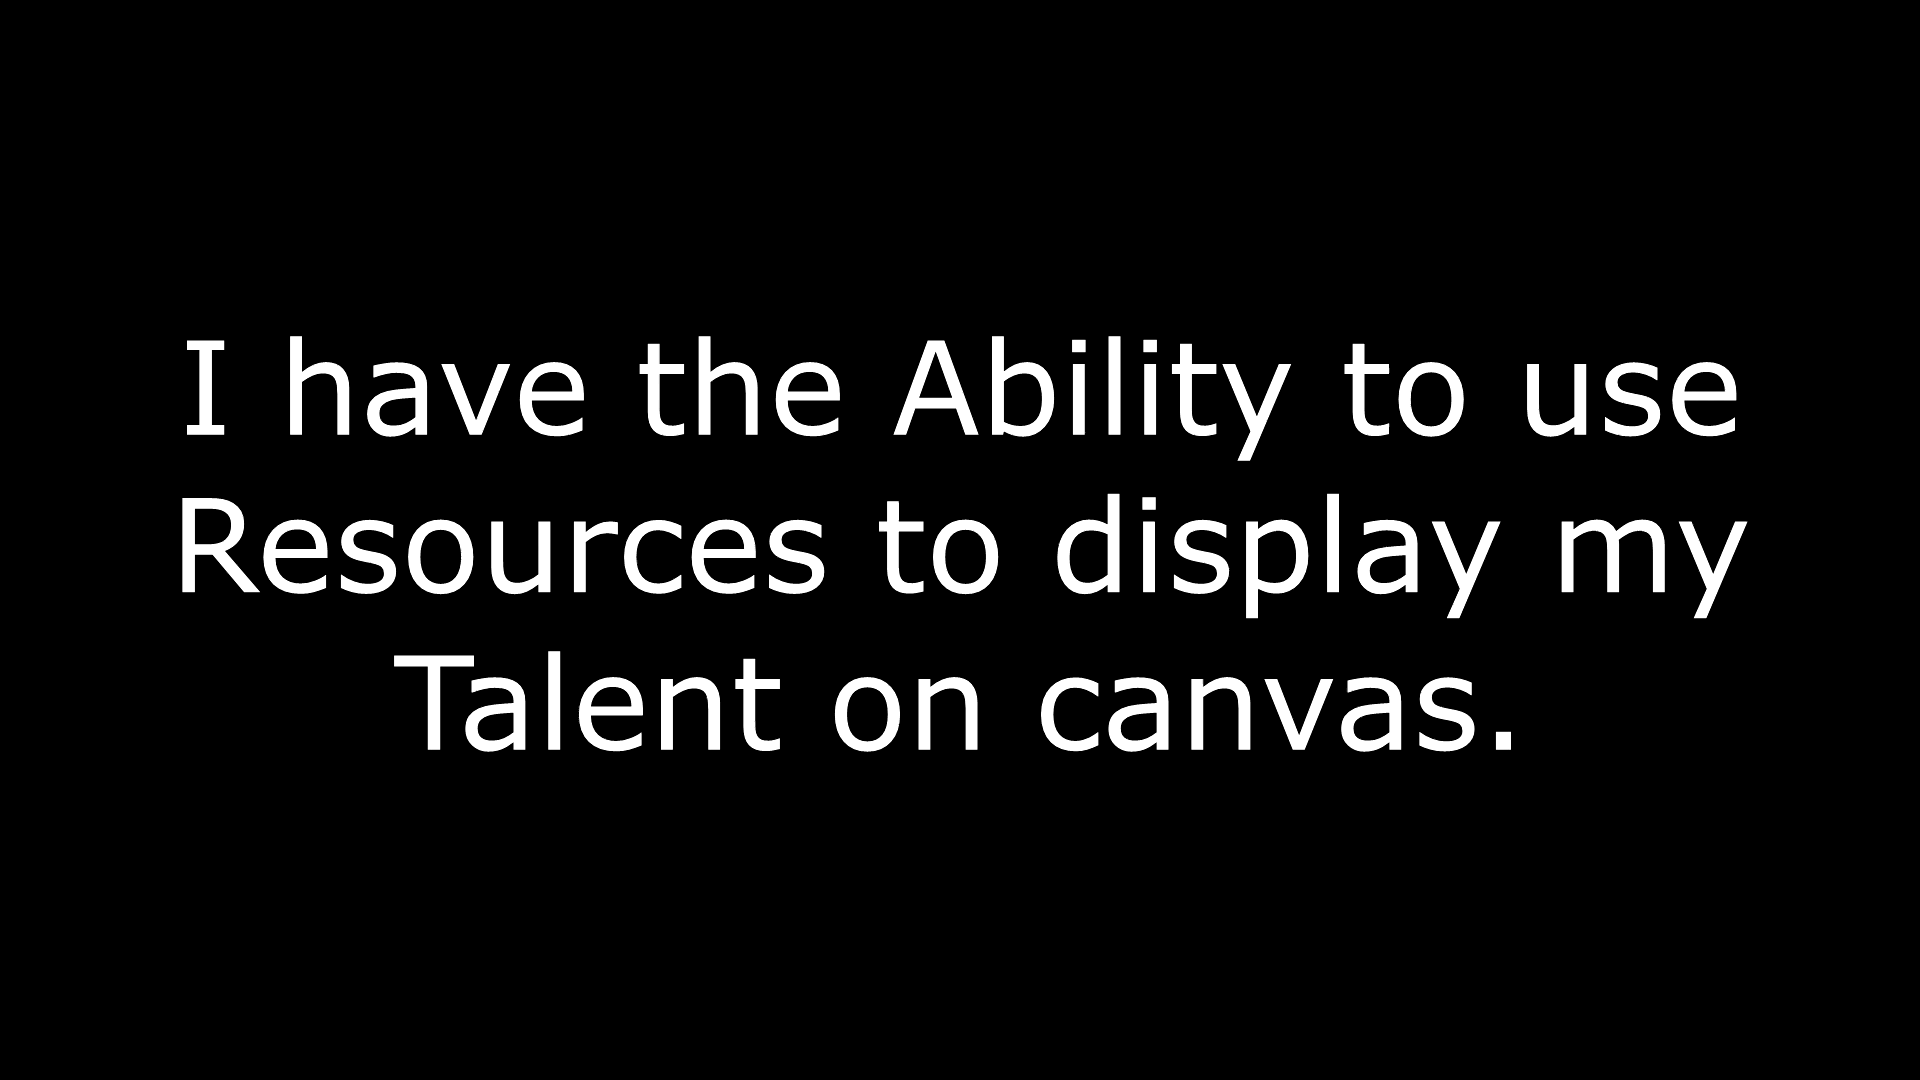 I have the Ability to use
Resources to display my
Talent on canvas.